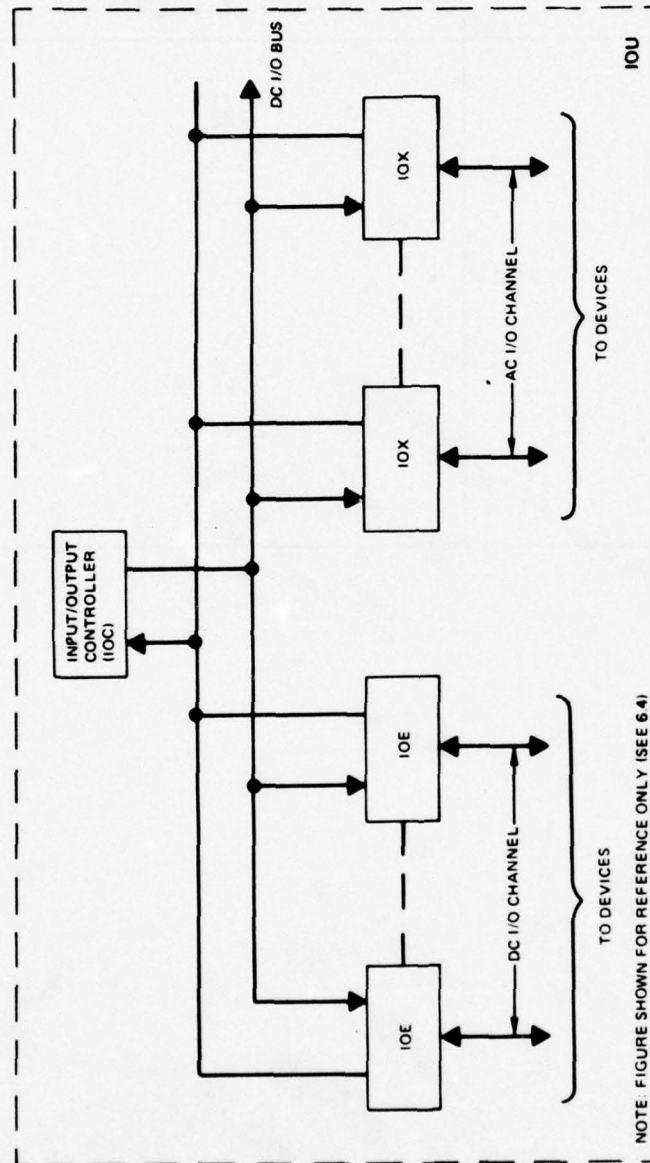 INPUT/OUTPUT
CONTROLLER
(IOC)
DC I/O BUS
IOE
IOE
IOX
IOX
DC I/O CHANNEL
AC I/O CHANNEL
TO DEVICES
TO DEVICES
NOTE: FIGURE SHOWN FOR REFERENCE ONLY (SEE 6.4)
IOU